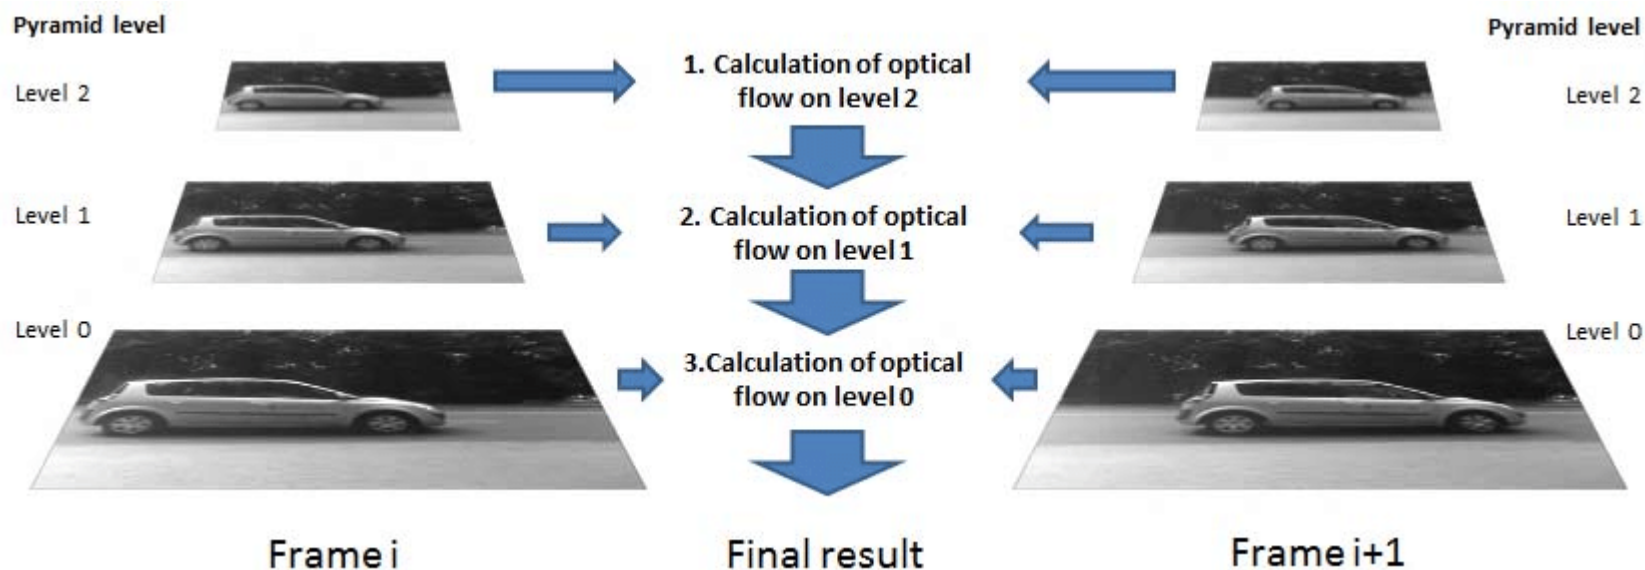 Pyramid level
Pyramid level
Level 2
1. Calculation of optical
flow on level 2
Level 2
Level 1
2. Calculation of optical
flow on level 1
Level 1
Level 0
3.Calculation of optical
flow on level 0
Level 0
Frame i
Final result
Frame i+1